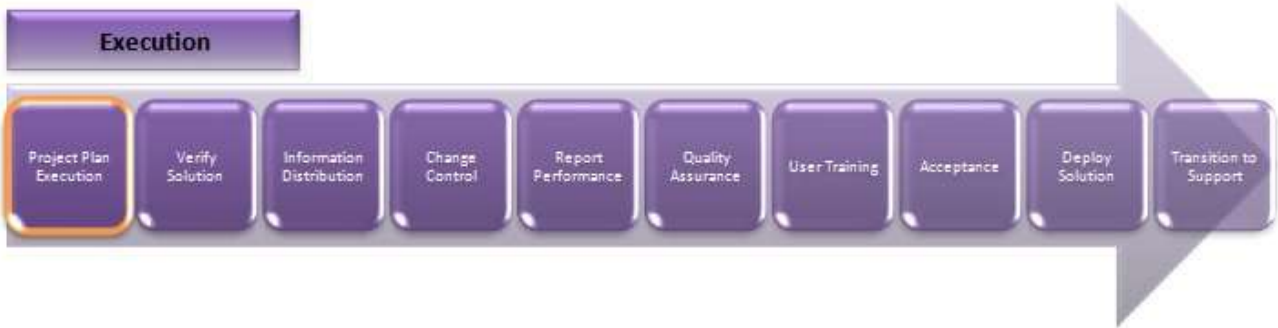 Execution
Project Plan
Execution
Verify
Solution
Information
Distribution
Change
Control
Report
Performance
Quality
Assurance
User Training
Acceptance
Deploy
Solution
Transition to
Support